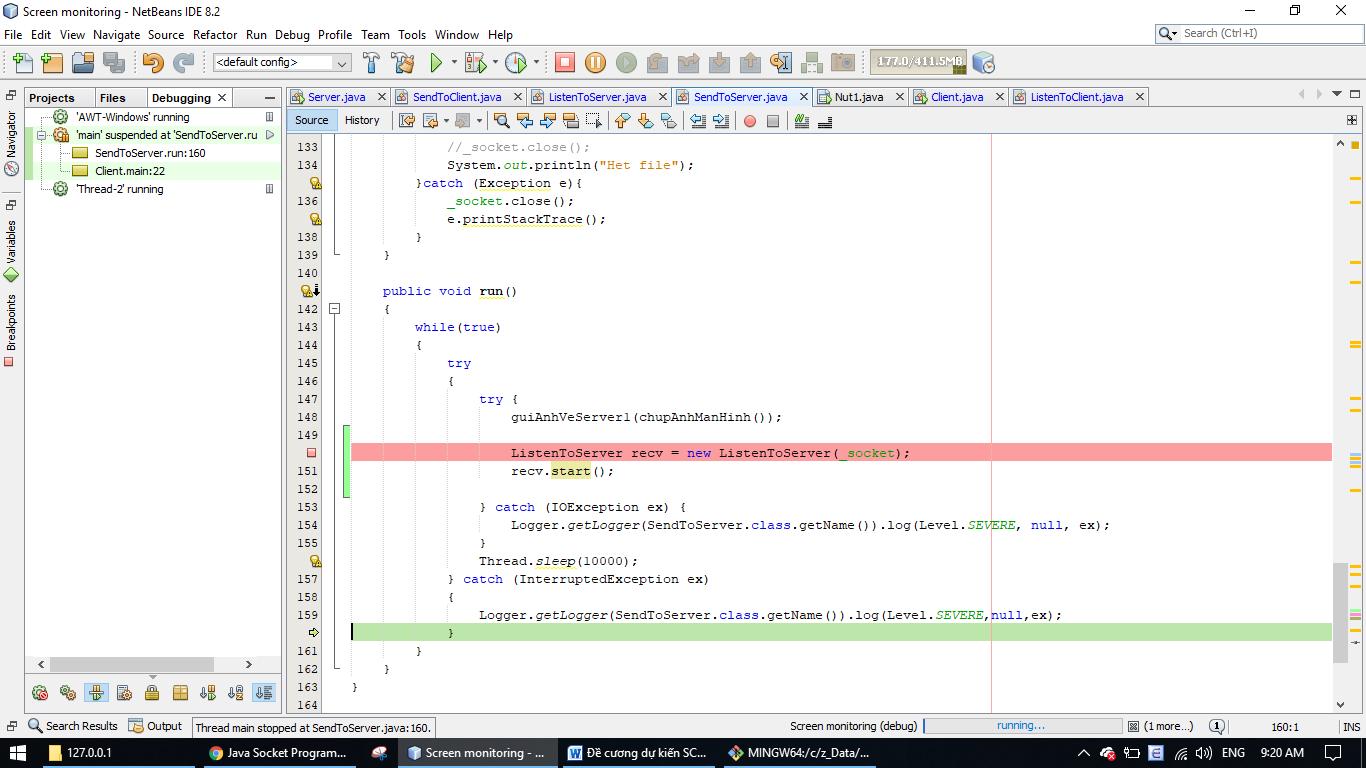 Screen monitoring - NetBeans IDE 8.2
File Edit View Navigate Source Refactor Run Debug Profile Team Tools Window Help
Search (Ctrl+I)
<default config>
177.0/411.5MB
Projects Files Debugging
Server.java SendToClient.java ListenToServer.java SendToServer.java Nut1.java Client.java ListenToClient.java
Source History
Navigator
Variables
Breakpoints
'AWT-Windows' running
'main' suspended at 'SendToServer.ru
SendToServer.run:160
Client.main:22
'Thread-2' running
133 //_socket.close();
134 System.out.println("Het file");
}catch (Exception e){
136 _socket.close();
e.printStackTrace();
138 }
139 }
140
public void run()
142 {
143 while(true)
144 {
145 try
146 {
147 try {
148 guiAnhVeServer1(chupAnhManHinh());
149
ListenToServer recv = new ListenToServer(_socket);
151 recv.start();
152
153 } catch (IOException ex) {
154 Logger.getLogger(SendToServer.class.getName()).log(Level.SEVERE, null, ex);
155 }
Thread.sleep(10000);
157 } catch (InterruptedException ex)
158 {
159 Logger.getLogger(SendToServer.class.getName()).log(Level.SEVERE,null,ex);
}
161 }
162 }
163 }
164
Search Results Output Thread main stopped at SendToServer.java:160. Screen monitoring (debug) running... (1 more...) 1 160:1 INS
127.0.0.1 Java Socket Program... Screen monitoring - ... Đề cương dự kiến SC... MINGW64:/c/z_Data/... ENG 9:20 AM